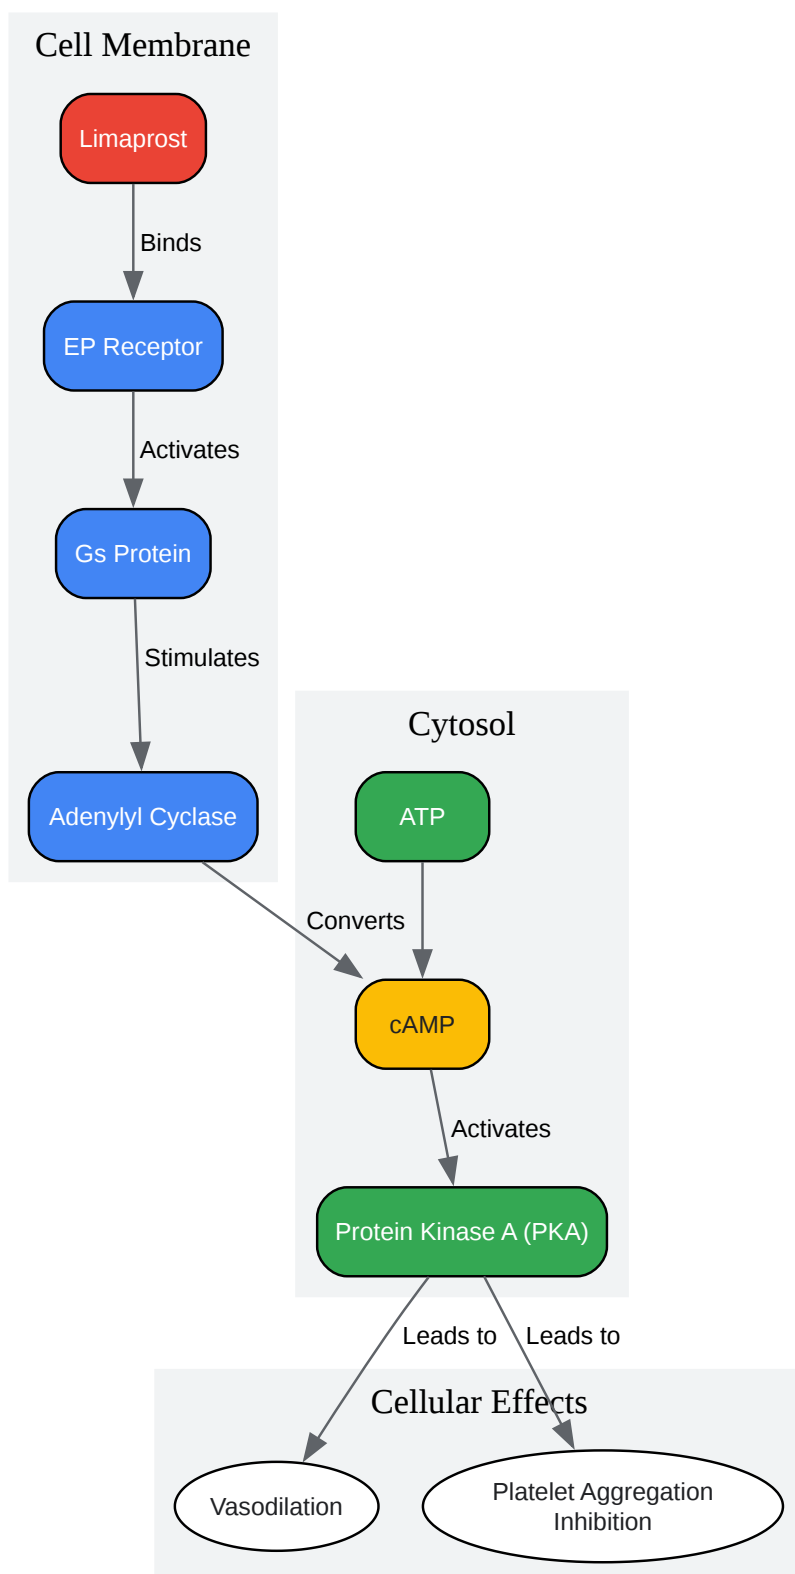 Cell Membrane
Limaprost
Binds
EP Receptor
Activates
Gs Protein
Stimulates
Adenylyl Cyclase
Cytosol
ATP
Converts
cAMP
Activates
Protein Kinase A (PKA)
Leads to
Leads to
Cellular Effects
Vasodilation
Platelet Aggregation
Inhibition